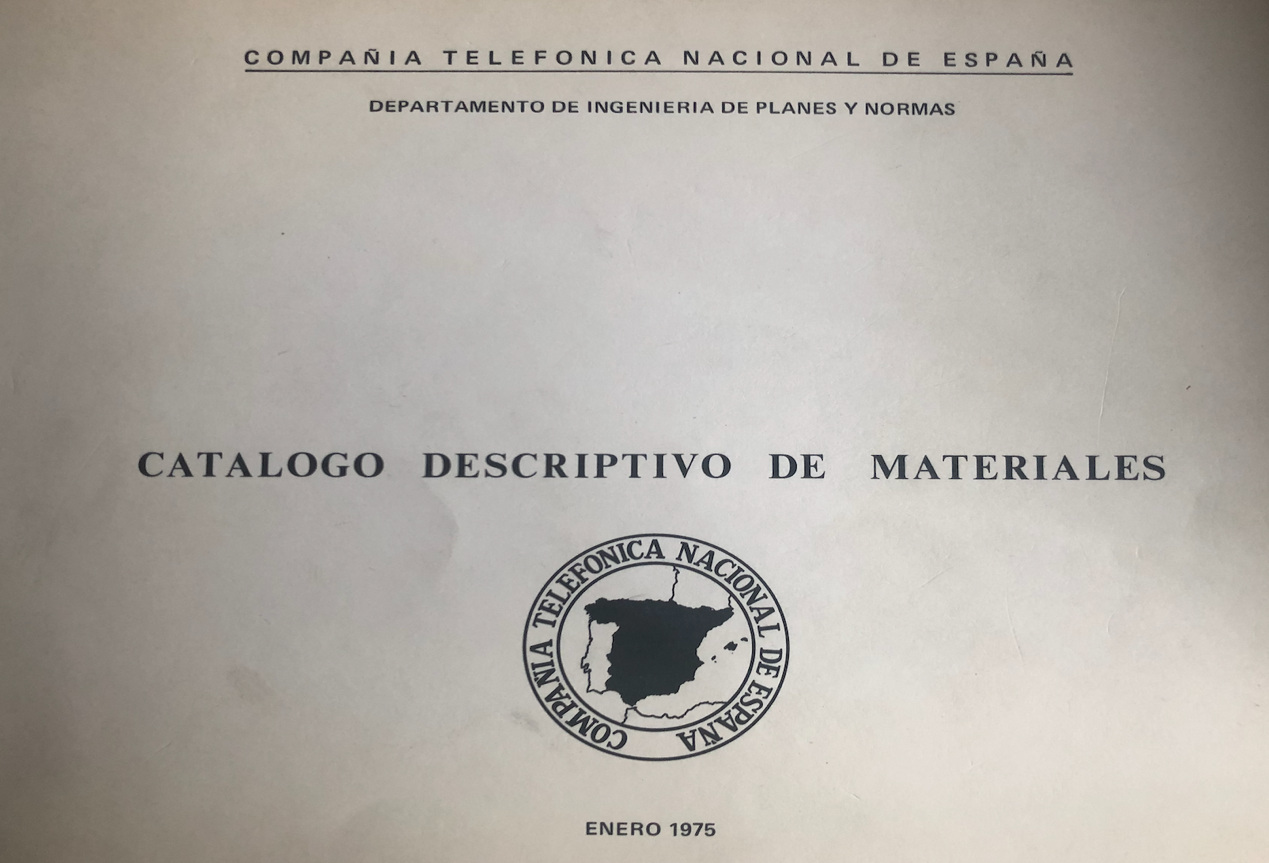 COMPAÑIA TELEFONICA NACIONAL DE ESPAÑA
DEPARTAMENTO DE INGENIERIA DE PLANES Y NORMAS
CATALOGO DESCRIPTIVO DE MATERIALES
COMPAÑIA TELEFONICA NACIONAL DE ESPAÑA
ENERO 1975